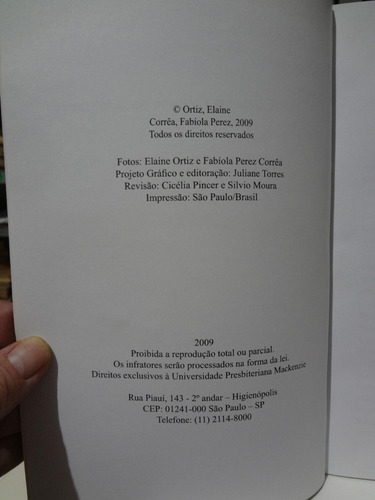 © Ortiz, Elaine
Corrêa, Fabíola Perez, 2009
Todos os direitos reservados
Fotos: Elaine Ortiz e Fabíola Perez Corrêa
Projeto Gráfico e editoração: Juliane Torres
Revisão: Cicélia Pincer e Silvio Moura
Impressão: São Paulo/Brasil
2009
Proibida a reprodução total ou parcial.
Os infratores serão processados na forma da lei.
Direitos exclusivos à Universidade Presbiteriana Mackenzie
Rua Piauí, 143 - 2º andar – Higienópolis
CEP: 01241-000 São Paulo – SP
Telefone: (11) 2114-8000